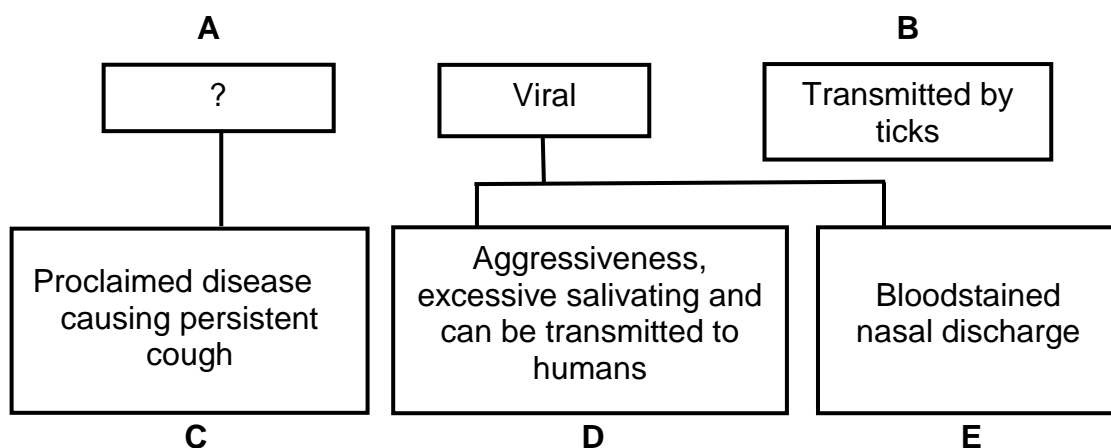 A
B
?
Viral
Transmitted by
ticks
Proclaimed disease
causing persistent
cough
Aggressiveness,
excessive salivating and
can be transmitted to
humans
Bloodstained
nasal discharge
C
D
E